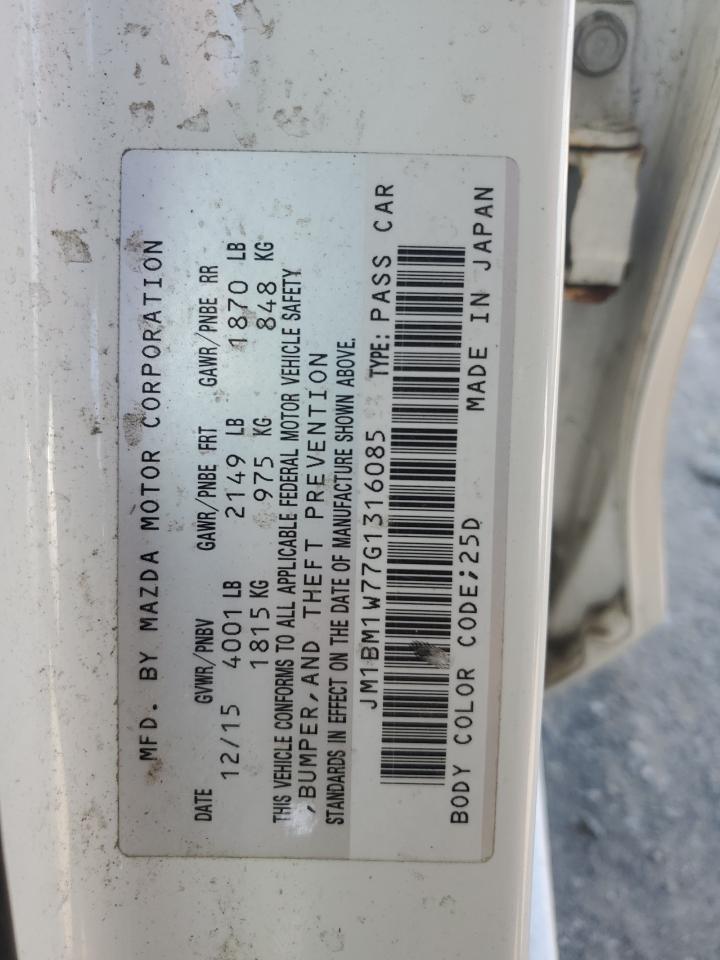 MFD. BY MAZDA MOTOR CORPORATION
DATE GVWR/PNBV GAWR/PNBE FRT GAWR/PNBE RR
12/15 4001 LB 2149 LB 1870 LB
1815 KG 975 KG 848 KG
THIS VEHICLE CONFORMS TO ALL APPLICABLE FEDERAL MOTOR VEHICLE SAFETY
,BUMPER,AND THEFT PREVENTION
STANDARDS IN EFFECT ON THE DATE OF MANUFACTURE SHOWN ABOVE.
JM1BM1W77G1316085 TYPE: PASS CAR
BODY COLOR CODE;25D MADE IN JAPAN